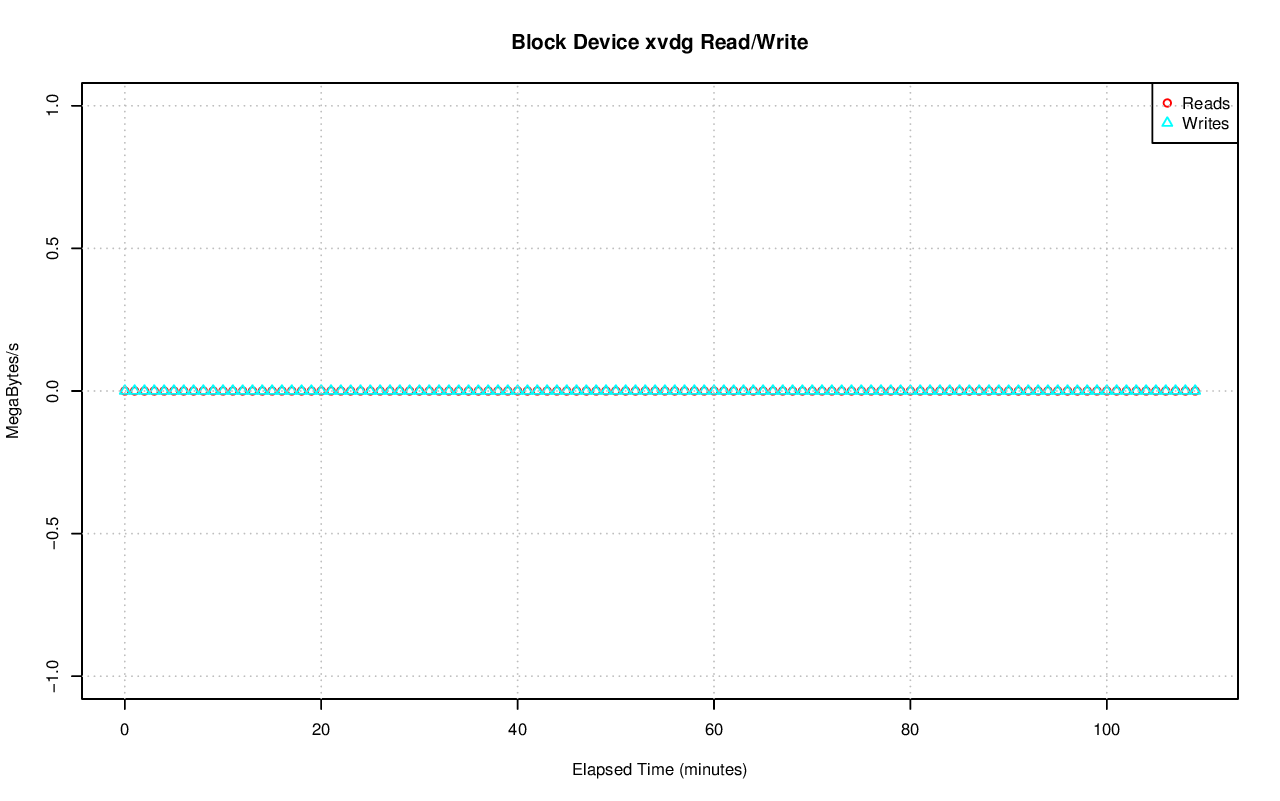 Block Device xvdg Read/Write
Reads
Writes
1.0
0.5
0.0
−0.5
−1.0
MegaBytes/s
0 20 40 60 80 100
Elapsed Time (minutes)